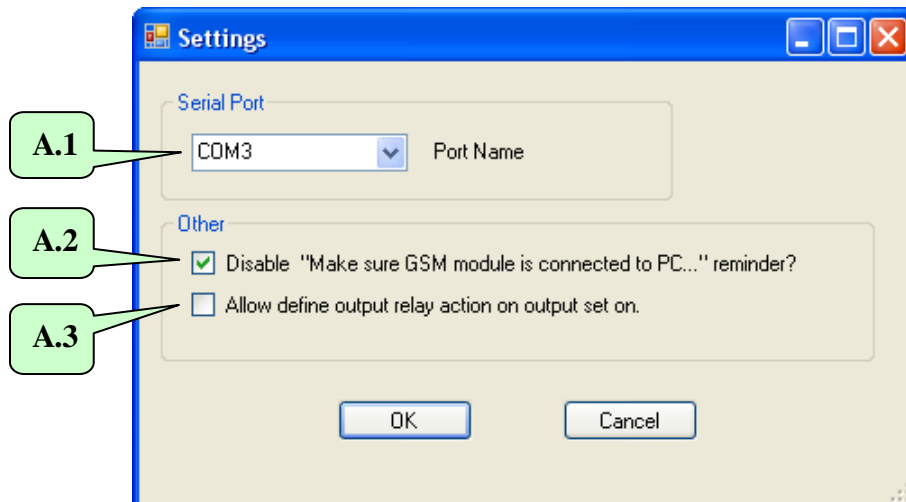 Settings
Serial Port
A.1
COM3 Port Name
Other
A.2
Disable "Make sure GSM module is connected to PC..." reminder?
A.3
Allow define output relay action on output set on.
OK Cancel